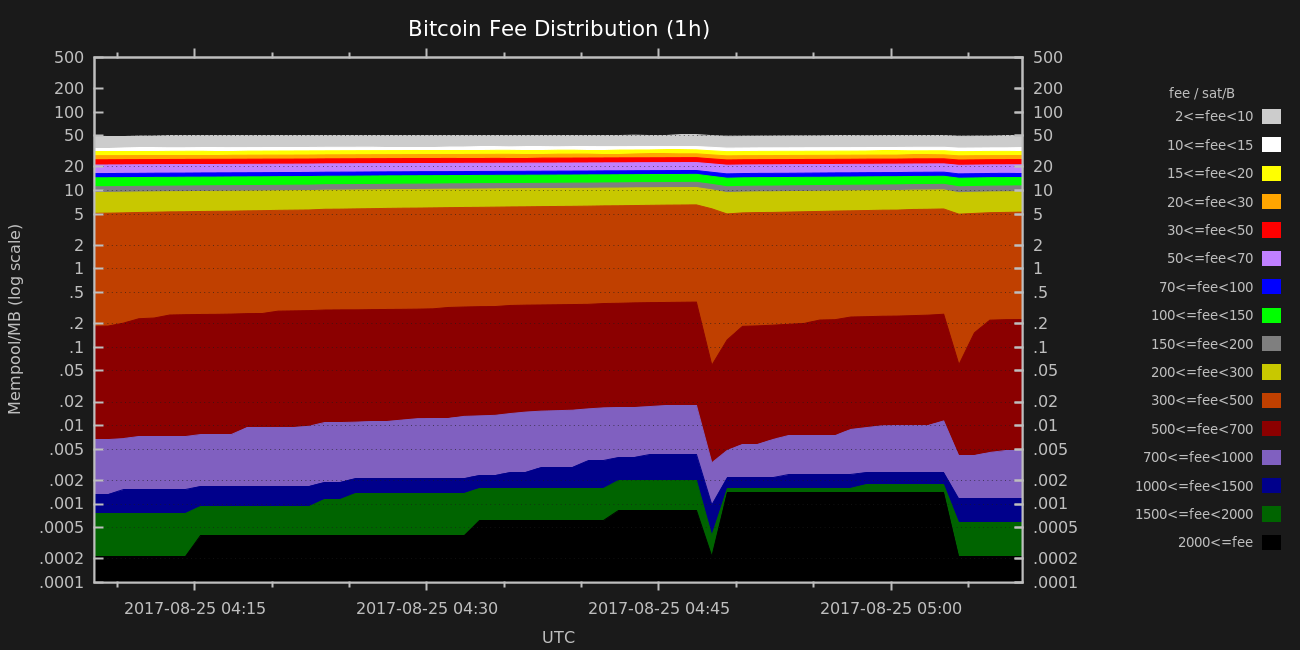 Bitcoin Fee Distribution (1h)
500
200
100
50
20
10
5
2
1
.5
.2
.1
.05
.02
.01
.005
.002
.001
.0005
.0002
.0001
Mempool/MB (log scale)
500
200
100
50
20
10
5
2
1
.5
.2
.1
.05
.02
.01
.005
.002
.001
.0005
.0002
.0001
2017-08-25 04:15
2017-08-25 04:30
2017-08-25 04:45
2017-08-25 05:00
UTC
fee / sat/B
2<=fee<10
10<=fee<15
15<=fee<20
20<=fee<30
30<=fee<50
50<=fee<70
70<=fee<100
100<=fee<150
150<=fee<200
200<=fee<300
300<=fee<500
500<=fee<700
700<=fee<1000
1000<=fee<1500
1500<=fee<2000
2000<=fee